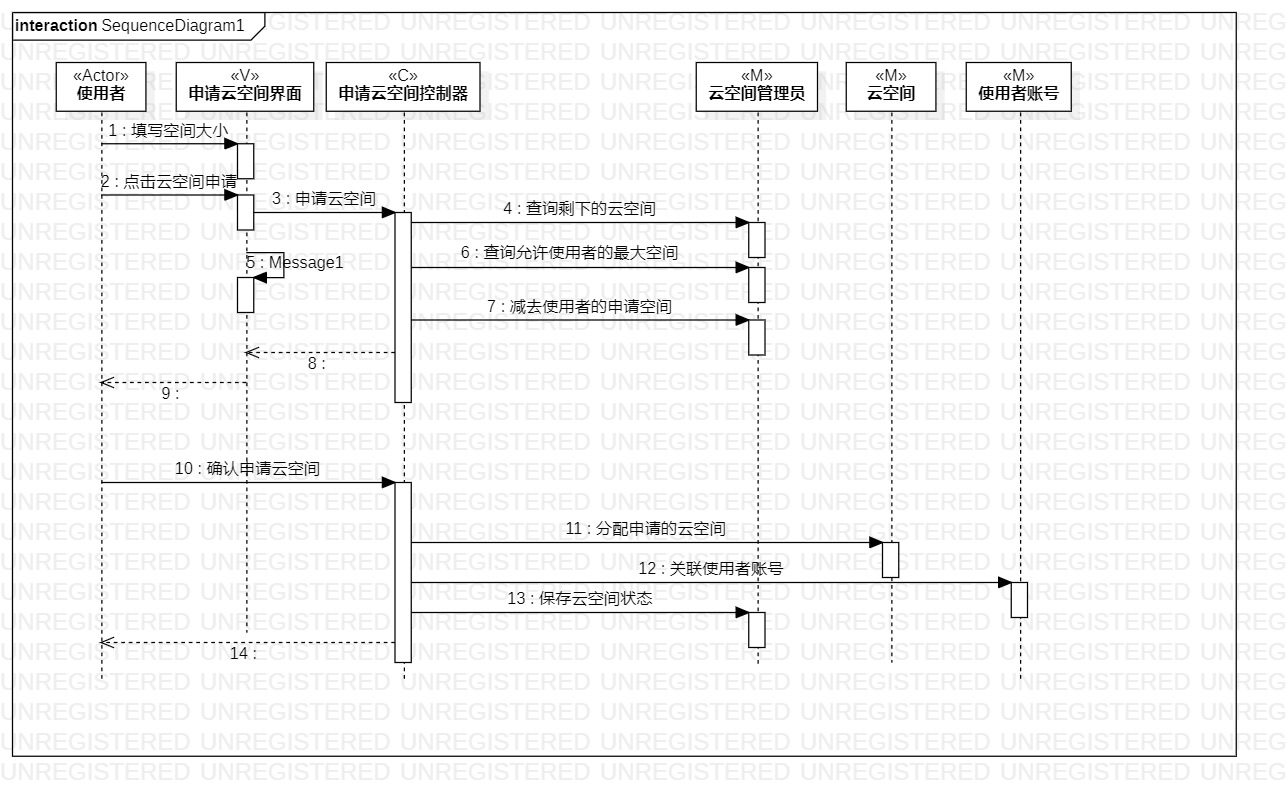 interaction SequenceDiagram1
«Actor»
使用者
«V»
申请云空间界面
«C»
申请云空间控制器
«M»
云空间管理员
«M»
云空间
«M»
使用者账号
1 : 填写空间大小
2 : 点击云空间申请
3 : 申请云空间
4 : 查询剩下的云空间
5 : Message1
6 : 查询允许使用者的最大空间
7 : 减去使用者的申请空间
8 :
9 :
10 : 确认申请云空间
11 : 分配申请的云空间
12 : 关联使用者账号
13 : 保存云空间状态
14 :
UNREGISTERED